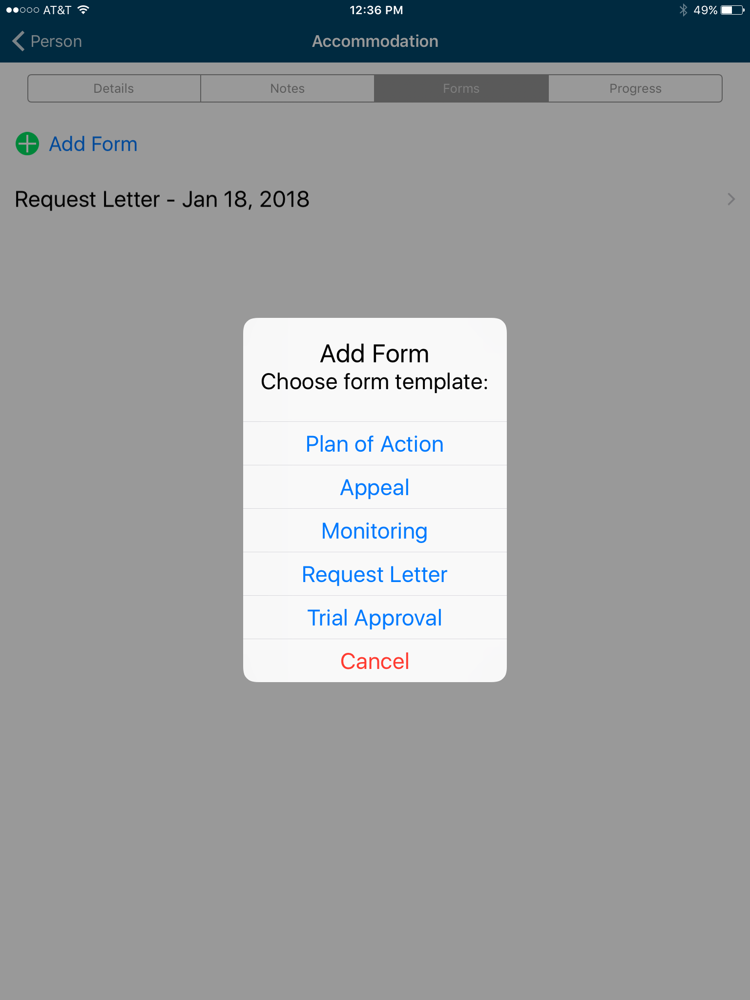 AT&T 12:36 PM 49%
Person Accommodation
Details Notes Forms Progress
Add Form
Request Letter - Jan 18, 2018
Add Form
Choose form template:
Plan of Action
Appeal
Monitoring
Request Letter
Trial Approval
Cancel